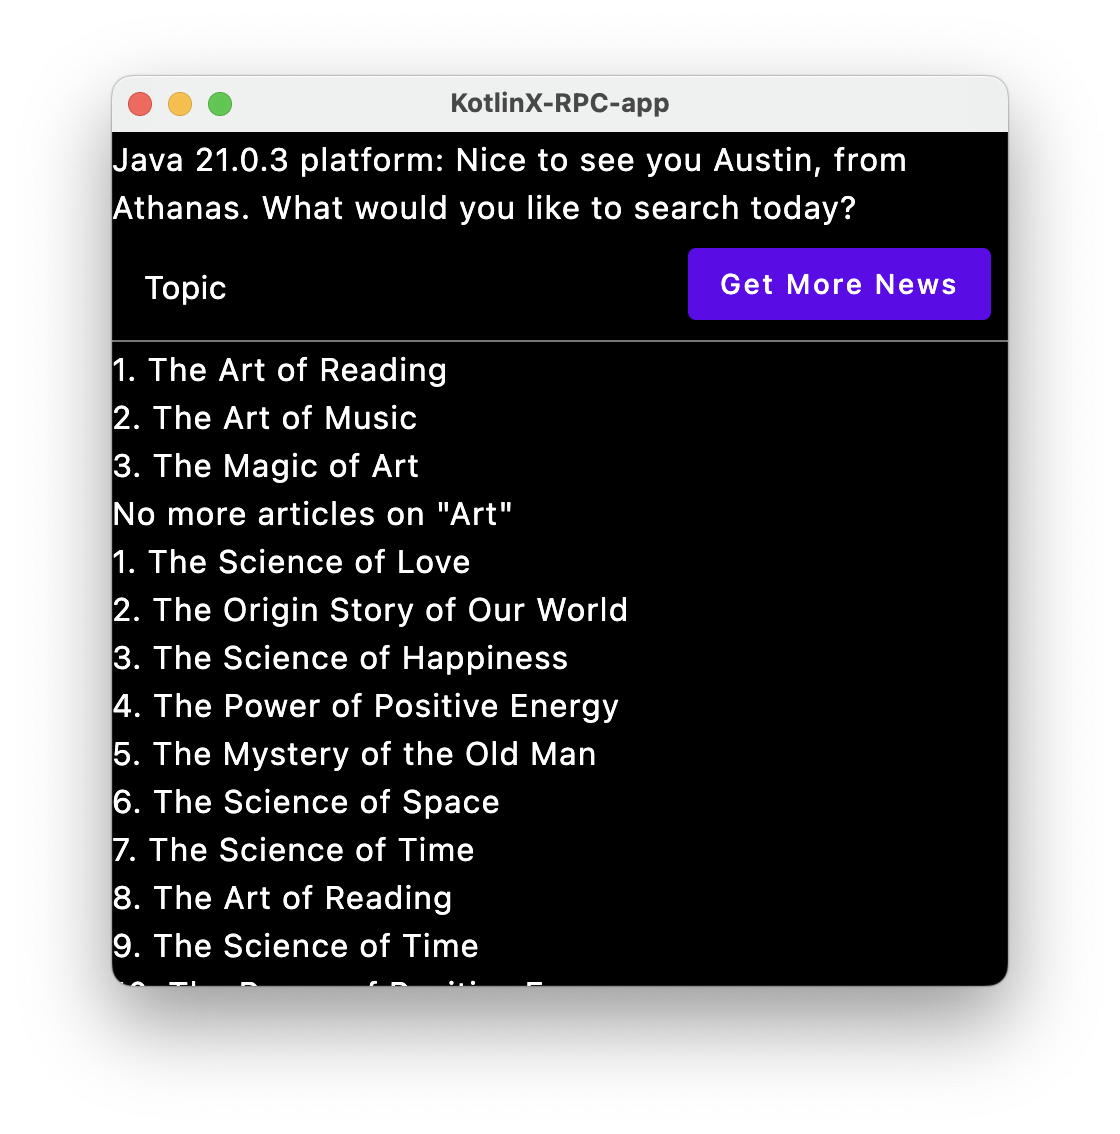 KotlinX-RPC-app
Java 21.0.3 platform: Nice to see you Austin, from
Athanas. What would you like to search today?
Topic
Get More News
1. The Art of Reading
2. The Art of Music
3. The Magic of Art
No more articles on "Art"
1. The Science of Love
2. The Origin Story of Our World
3. The Science of Happiness
4. The Power of Positive Energy
5. The Mystery of the Old Man
6. The Science of Space
7. The Science of Time
8. The Art of Reading
9. The Science of Time